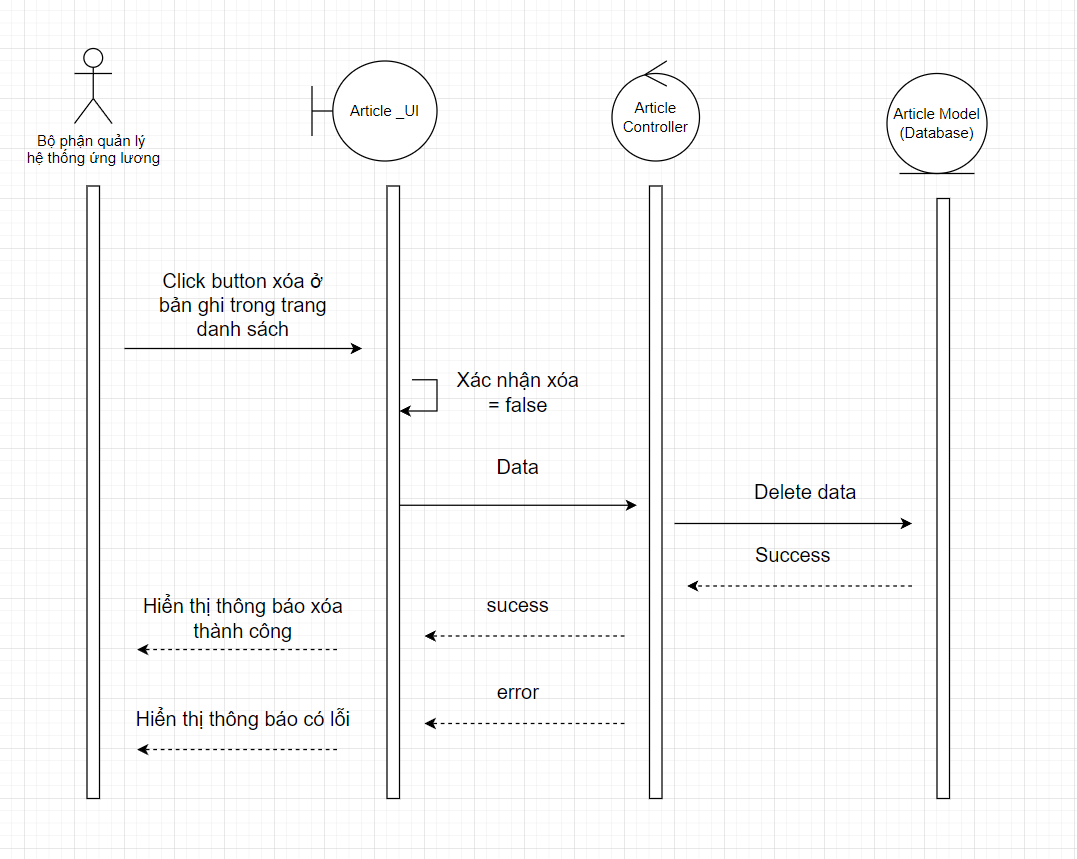 Bộ phận quản lý
hệ thống ứng lương
Article _UI
Article
Controller
Article Model
(Database)
Click button xóa ở
bản ghi trong trang
danh sách
Xác nhận xóa
= false
Data
Delete data
Success
Hiển thị thông báo xóa
thành công
sucess
error
Hiển thị thông báo có lỗi